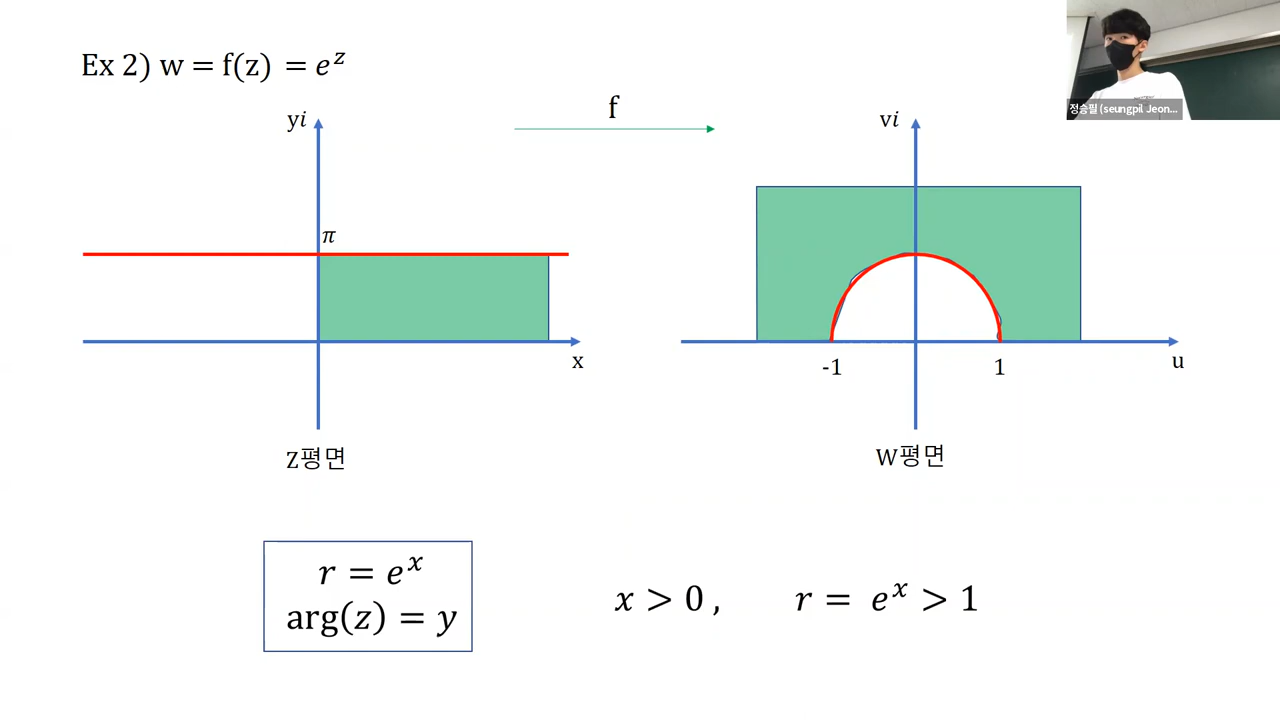 Ex 2) w = f(z) = e^z
정승필 (seungpil Jeon...
f
yi
vi
π
x
-1
1
u
Z평면
W평면
r = e^x
arg(z) = y
x > 0 , r = e^x > 1